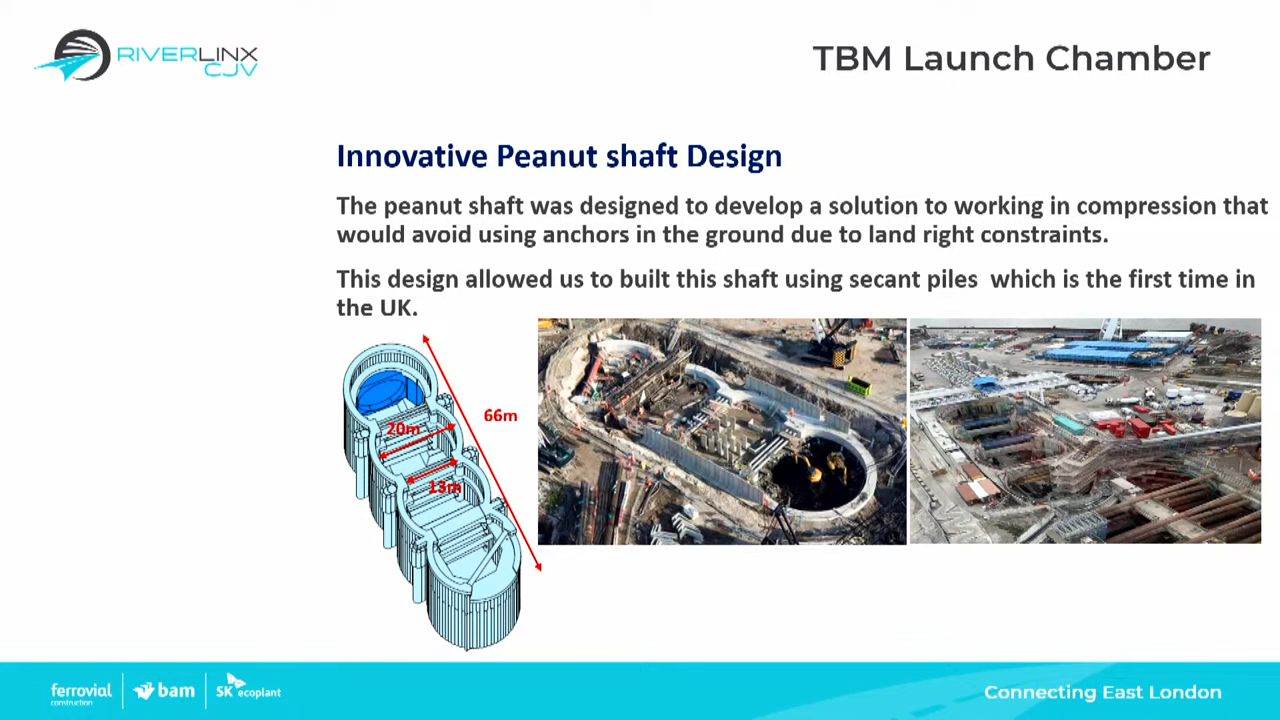 RIVERLINX
CJV
TBM Launch Chamber
Innovative Peanut shaft Design
The peanut shaft was designed to develop a solution to working in compression that
would avoid using anchors in the ground due to land right constraints.
This design allowed us to built this shaft using secant piles which is the first time in
the UK.
66m
20m
13m
ferrovial
construction
bam
SK ecoplant
Connecting East London